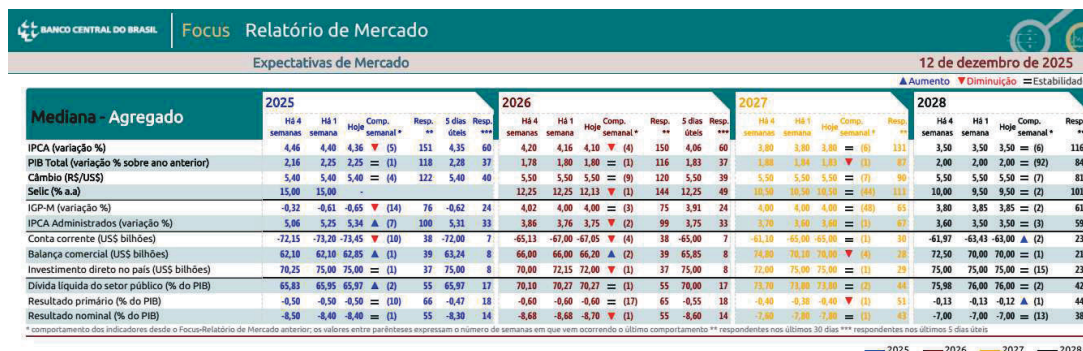 BANCO CENTRAL DO BRASIL Focus Relatório de Mercado
Expectativas de Mercado 12 de dezembro de 2025
▲Aumento ▼Diminuição =Estabilidad
Mediana - Agregado 2025 2026 2027 2028
Há 4 semanas Há 1 semana Hoje Comp. semanal * Resp. ** 5 dias úteis Resp. *** Há 4 semanas Há 1 semana Hoje Comp. semanal * Resp. ** 5 dias úteis Resp. *** Há 4 semanas Há 1 semana Hoje Comp. semanal * Resp. ** Há 4 semanas Há 1 semana Hoje Comp. semanal * Resp. **
IPCA (variação %) 4,46 4,40 4,36 ▼ (5) 151 4,35 60 4,20 4,16 4,10 ▼ (4) 150 4,06 60 3,80 3,80 3,80 = (6) 131 3,50 3,50 3,50 = (6) 116
PIB Total (variação % sobre ano anterior) 2,16 2,25 2,25 = (1) 118 2,28 37 1,78 1,80 1,80 = (1) 116 1,83 37 1,88 1,84 1,83 ▼ (1) 87 2,00 2,00 2,00 = (92) 84
Câmbio (R$/US$) 5,40 5,40 5,40 = (4) 122 5,40 40 5,50 5,50 5,50 = (9) 120 5,50 39 5,50 5,50 5,50 = (7) 90 5,50 5,50 5,50 = (7) 81
Selic (% a.a) 15,00 15,00 - 12,25 12,25 12,13 ▼ (1) 144 12,25 49 10,50 10,50 10,50 = (44) 111 10,00 9,50 9,50 = (2) 101
IGP-M (variação %) -0,32 -0,61 -0,65 ▼ (14) 76 -0,62 24 4,02 4,00 4,00 = (3) 75 3,91 24 4,00 4,00 4,00 = (48) 65 3,80 3,85 3,85 = (2) 61
IPCA Administrados (variação %) 5,06 5,25 5,34 ▲ (7) 100 5,31 33 3,86 3,76 3,75 ▼ (2) 99 3,75 33 3,70 3,60 3,60 = (1) 67 3,60 3,50 3,50 = (3) 59
Conta corrente (US$ bilhões) -72,15 -73,20 -73,45 ▼ (10) 38 -72,00 7 -65,13 -67,00 -67,05 ▼ (4) 38 -65,00 7 -61,10 -65,00 -65,00 = (1) 30 -61,97 -63,43 -63,00 ▲ (2) 23
Balança comercial (US$ bilhões) 62,10 62,10 62,85 ▲ (1) 39 63,24 8 66,00 66,00 66,20 ▲ (2) 39 65,85 8 74,80 70,10 70,00 ▼ (4) 28 72,50 70,00 70,00 = (1) 21
Investimento direto no país (US$ bilhões) 70,25 75,00 75,00 = (1) 37 75,00 8 70,00 72,15 72,00 ▼ (1) 37 75,00 8 72,00 75,00 75,00 = (1) 29 75,00 75,00 75,00 = (15) 23
Dívida líquida do setor público (% do PIB) 65,83 65,95 65,97 ▲ (2) 55 65,97 17 70,10 70,27 70,27 = (1) 55 70,00 17 73,70 73,80 73,80 = (2) 44 75,98 76,00 76,00 = (2) 42
Resultado primário (% do PIB) -0,50 -0,50 -0,50 = (10) 66 -0,47 18 -0,60 -0,60 -0,60 = (17) 65 -0,55 18 -0,40 -0,38 -0,40 ▼ (1) 51 -0,13 -0,13 -0,12 ▲ (1) 44
Resultado nominal (% do PIB) -8,50 -8,40 -8,40 = (1) 55 -8,30 14 -8,68 -8,68 -8,70 ▼ (1) 55 -8,60 14 -7,60 -7,80 -7,80 = (1) 43 -7,00 -7,00 -7,00 = (13) 38
* comportamento dos indicadores desde o Focus-Relatório de Mercado anterior; os valores entre parênteses expressam o número de semanas em que vem ocorrendo o último comportamento ** respondentes nos últimos 30 dias *** respondentes nos últimos 5 dias úteis
2025 2026 2027 2028